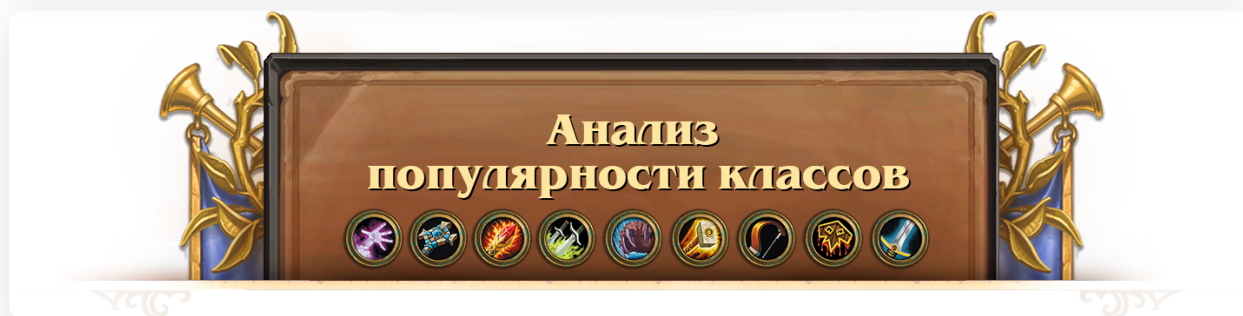 Анализ
популярности классов